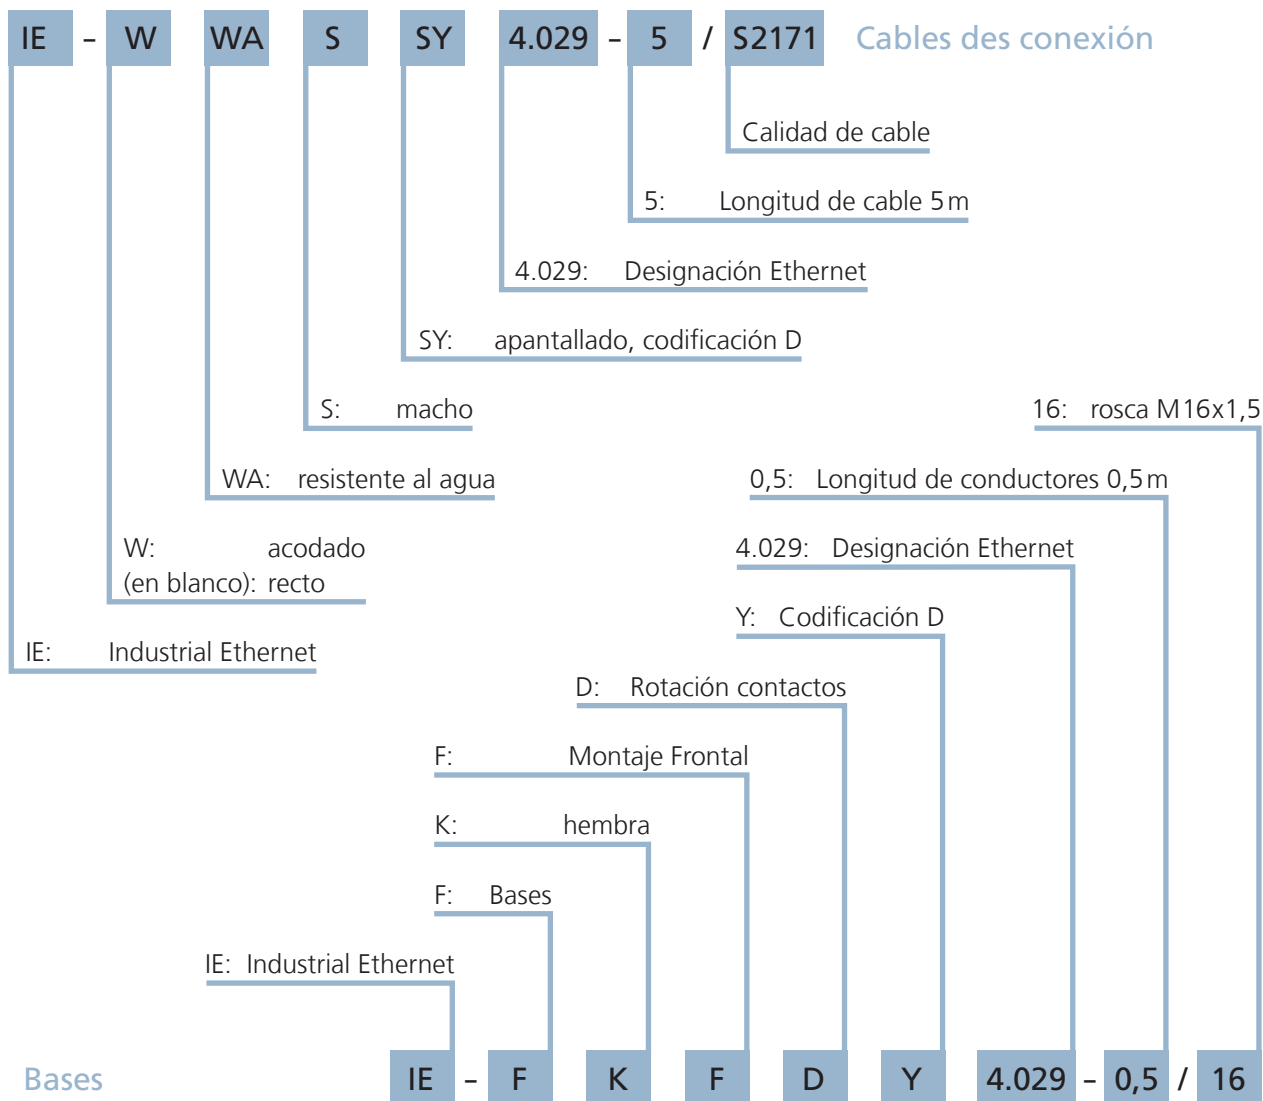 IE – W WA S SY 4.029 – 5 / S2171 Cables des conexión
Calidad de cable
5: Longitud de cable 5 m
4.029: Designación Ethernet
SY: apantallado, codificación D
S: macho
16: rosca M16x1,5
WA: resistente al agua
0,5: Longitud de conductores 0,5 m
W: acodado
(en blanco): recto
4.029: Designación Ethernet
Y: Codificación D
IE: Industrial Ethernet
D: Rotación contactos
F: Montaje Frontal
K: hembra
F: Bases
IE: Industrial Ethernet
Bases IE – F K F D Y 4.029 – 0,5 / 16